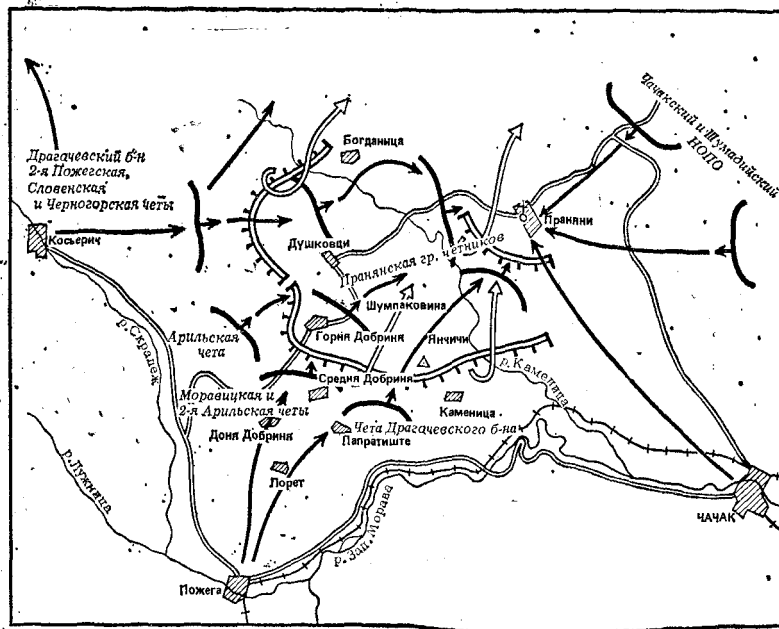 Богданица
Чачакский и Шумадийский
НОПО
Драгачевский б-н
2-я Пожегская,
Словенская
и Черногорская четы
Косьерич
Праняни
Душковци
Пранянская гр. четников
Шумпаковина
р. Скрапеж
Арильская
чета
Горня Добриня
Янчичи
р. Каменица
Средня Добриня
Моравицкая и
2-я Арильская четы
Каменица
Чета Драгачевского б-на
Доня Добриня
Папратиште
р. Лужница
Лорет
р. Зап. Морава
ЧАЧАК
Пожега